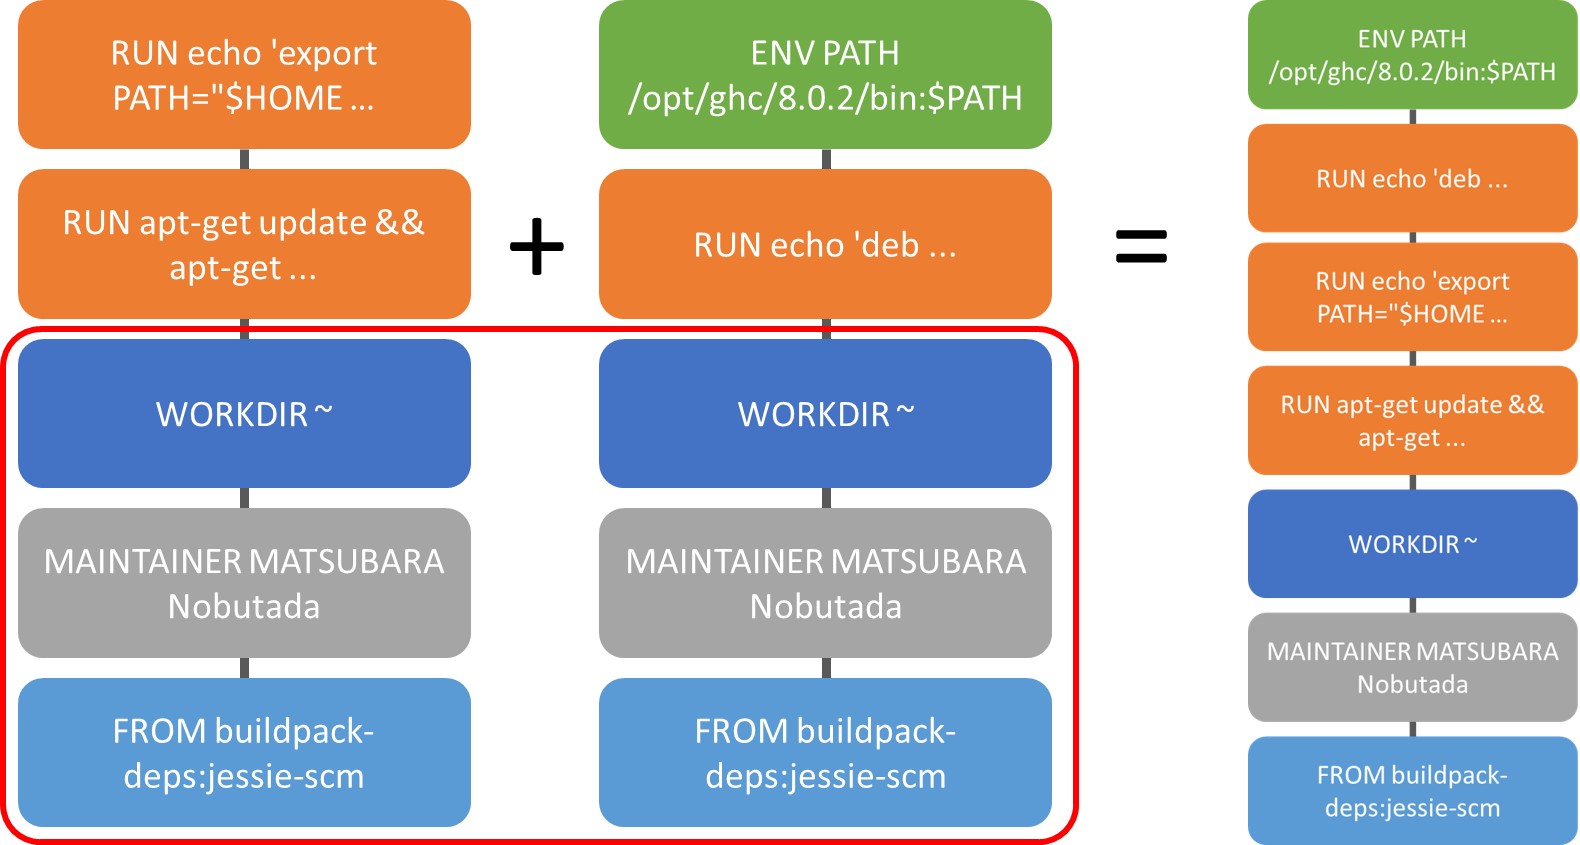 RUN echo 'export
PATH="$HOME ...
RUN apt-get update &&
apt-get ...
WORKDIR ~
MAINTAINER MATSUBARA
Nobutada
FROM buildpack-
deps:jessie-scm
+
ENV PATH
/opt/ghc/8.0.2/bin:$PATH
RUN echo 'deb ...
WORKDIR ~
MAINTAINER MATSUBARA
Nobutada
FROM buildpack-
deps:jessie-scm
=
ENV PATH
/opt/ghc/8.0.2/bin:$PATH
RUN echo 'deb ...
RUN echo 'export
PATH="$HOME ...
RUN apt-get update &&
apt-get ...
WORKDIR ~
MAINTAINER MATSUBARA
Nobutada
FROM buildpack-
deps:jessie-scm